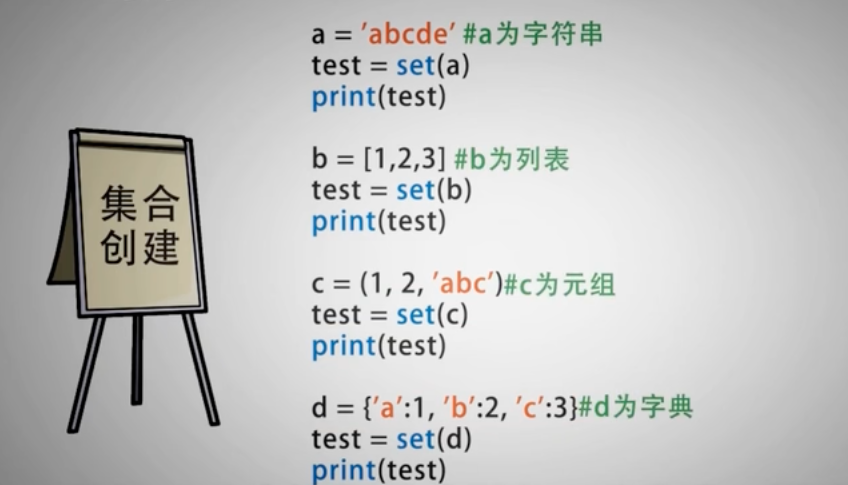 集合
创建
a = 'abcde' #a为字符串
test = set(a)
print(test)
b = [1,2,3] #b为列表
test = set(b)
print(test)
c = (1, 2, 'abc')#c为元组
test = set(c)
print(test)
d = {'a':1, 'b':2, 'c':3}#d为字典
test = set(d)
print(test)